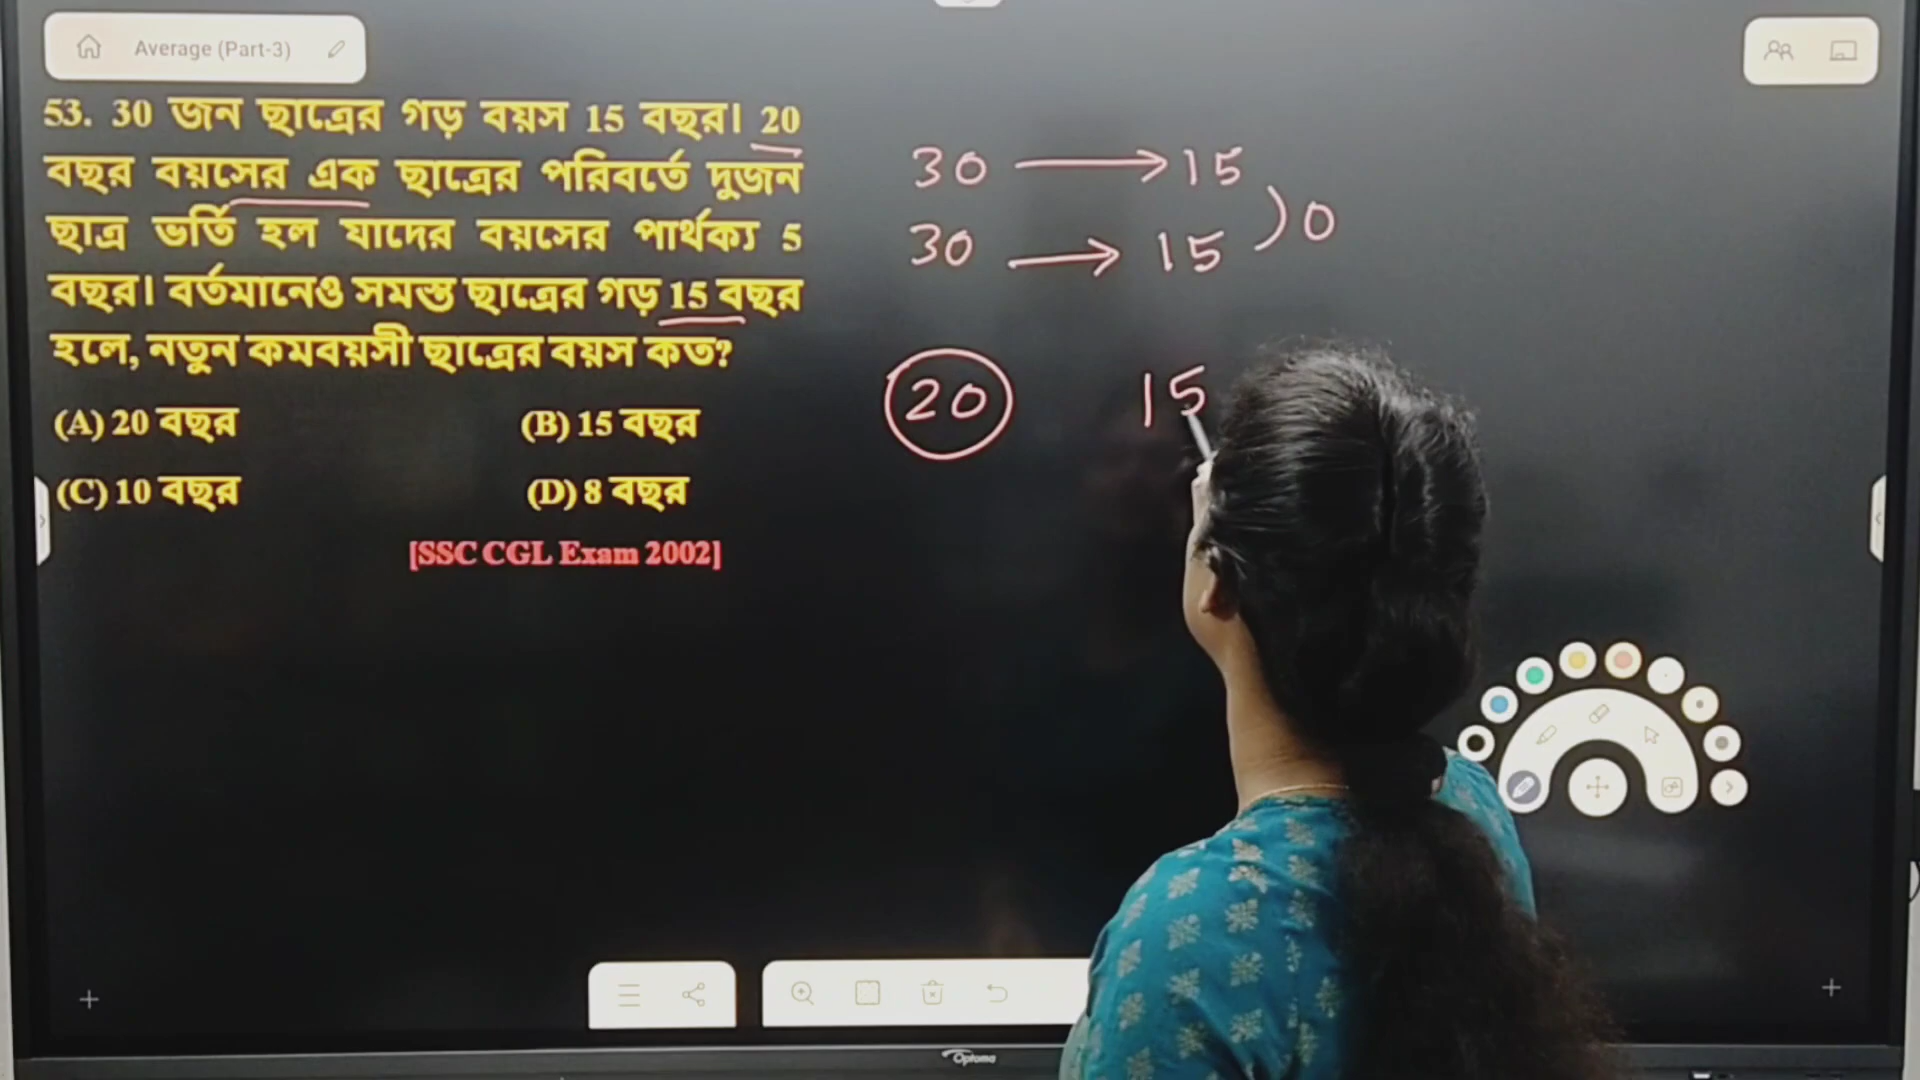 Average (Part-3)
53. 30 জন ছাত্রের গড় বয়স 15 বছর। 20
বছর বয়সের এক ছাত্রের পরিবর্তে দুজন
ছাত্র ভর্তি হল যাদের বয়সের পার্থক্য 5
বছর। বর্তমানেও সমস্ত ছাত্রের গড় 15 বছর
হলে, নতুন কমবয়সী ছাত্রের বয়স কত?
(A) 20 বছর (B) 15 বছর
(C) 10 বছর (D) 8 বছর
[SSC CGL Exam 2002]
30 → 15
30 → 15 ) 0
20 15
Optoma